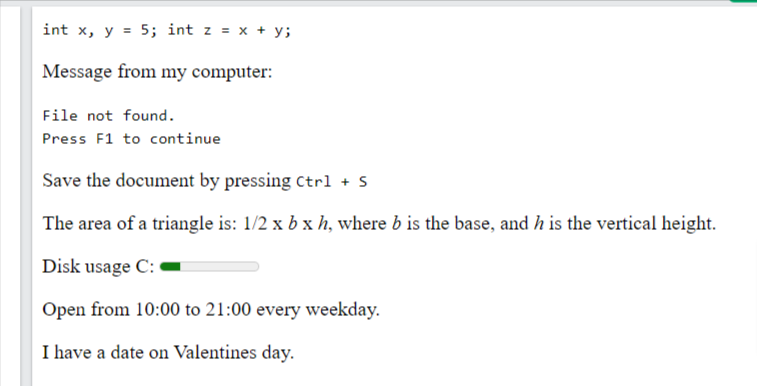 int x, y = 5; int z = x + y;
Message from my computer:
File not found.
Press F1 to continue
Save the document by pressing Ctrl + S
The area of a triangle is: 1/2 x b x h, where b is the base, and h is the vertical height.
Disk usage C:
Open from 10:00 to 21:00 every weekday.
I have a date on Valentines day.